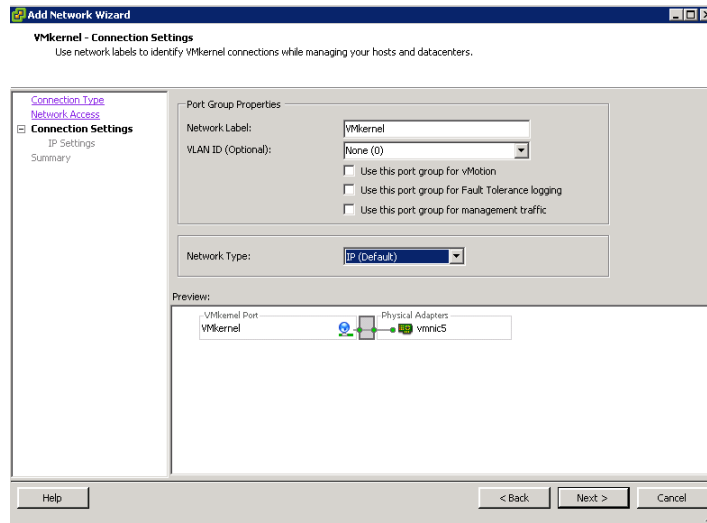 Add Network Wizard
VMkernel - Connection Settings
Use network labels to identify VMkernel connections while managing your hosts and datacenters.
Connection Type
Network Access
Connection Settings
IP Settings
Summary
Port Group Properties
Network Label: VMkernel
VLAN ID (Optional): None (0)
Use this port group for vMotion
Use this port group for Fault Tolerance logging
Use this port group for management traffic
Network Type: IP (Default)
Preview:
VMkernel Port Physical Adapters
VMkernel vmnic5
Help < Back Next > Cancel